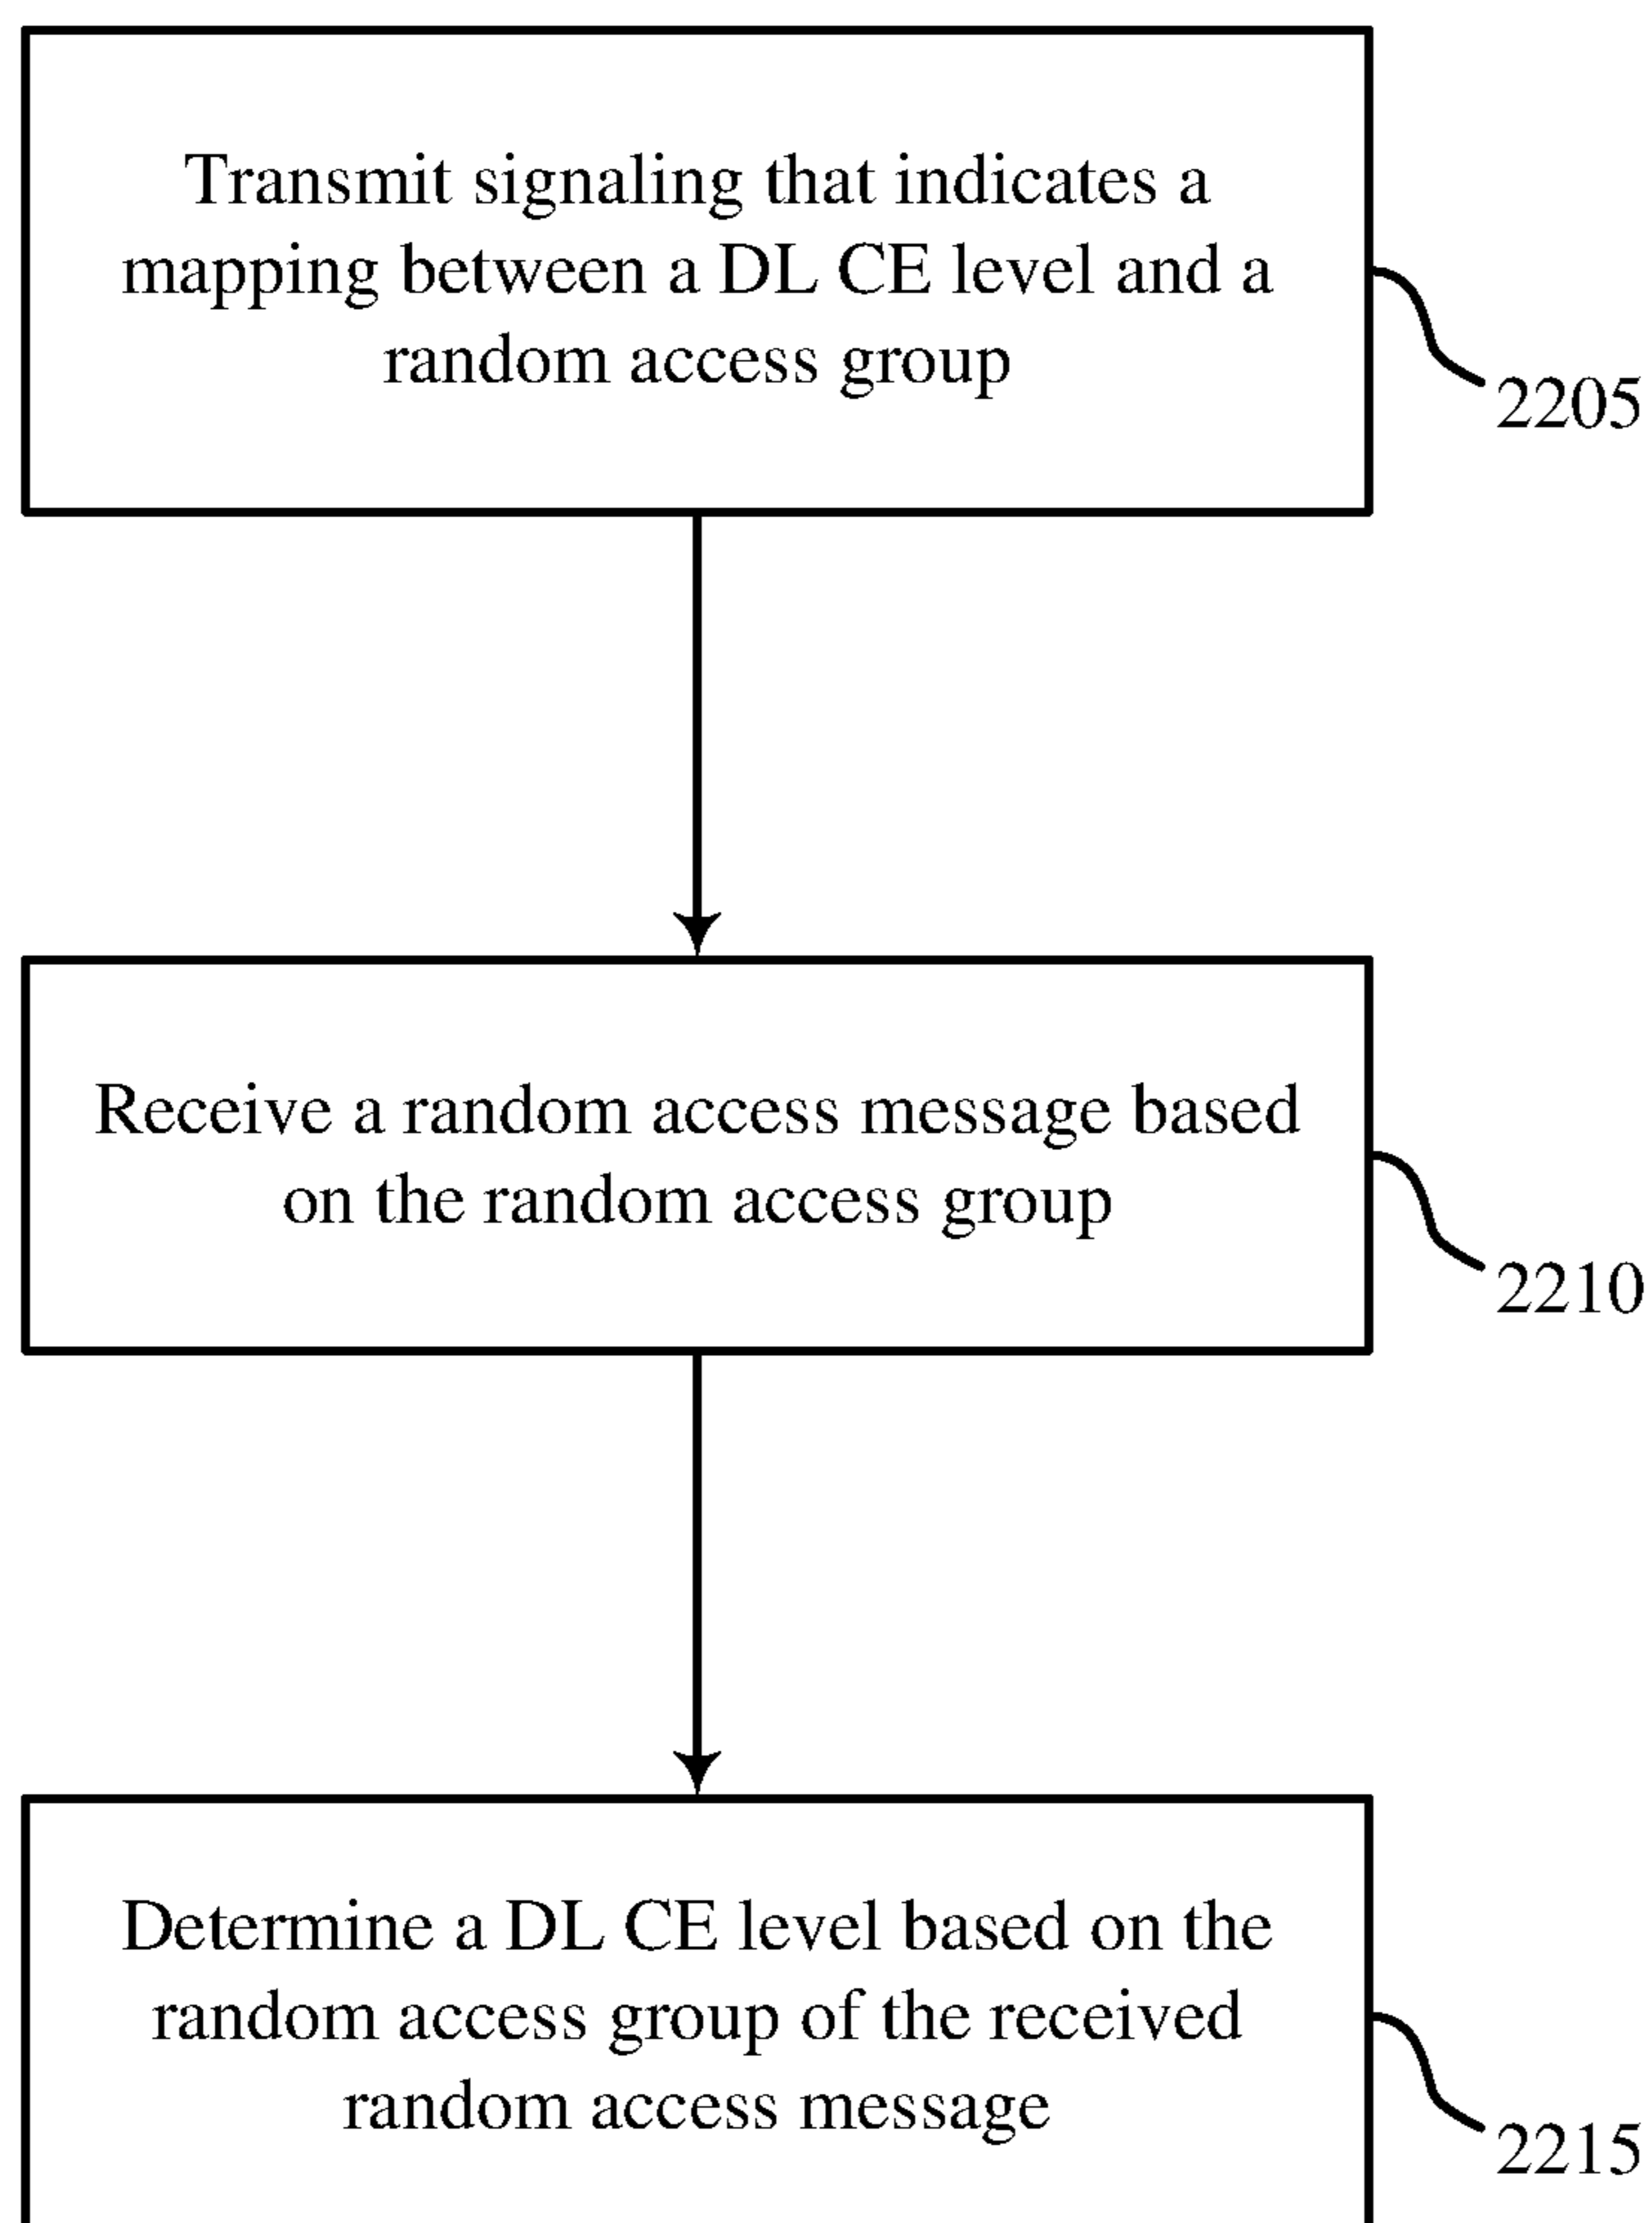 Transmit signaling that indicates a
mapping between a DL CE level and a
random access group
2205
Receive a random access message based
on the random access group
2210
Determine a DL CE level based on the
random access group of the received
random access message
2215